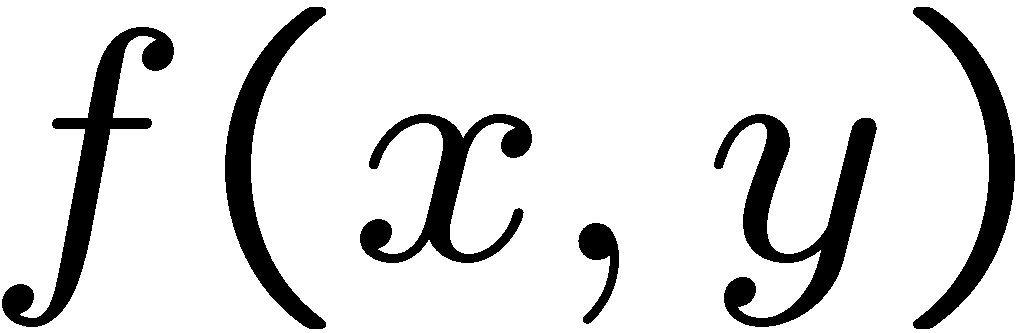 f(x, y)